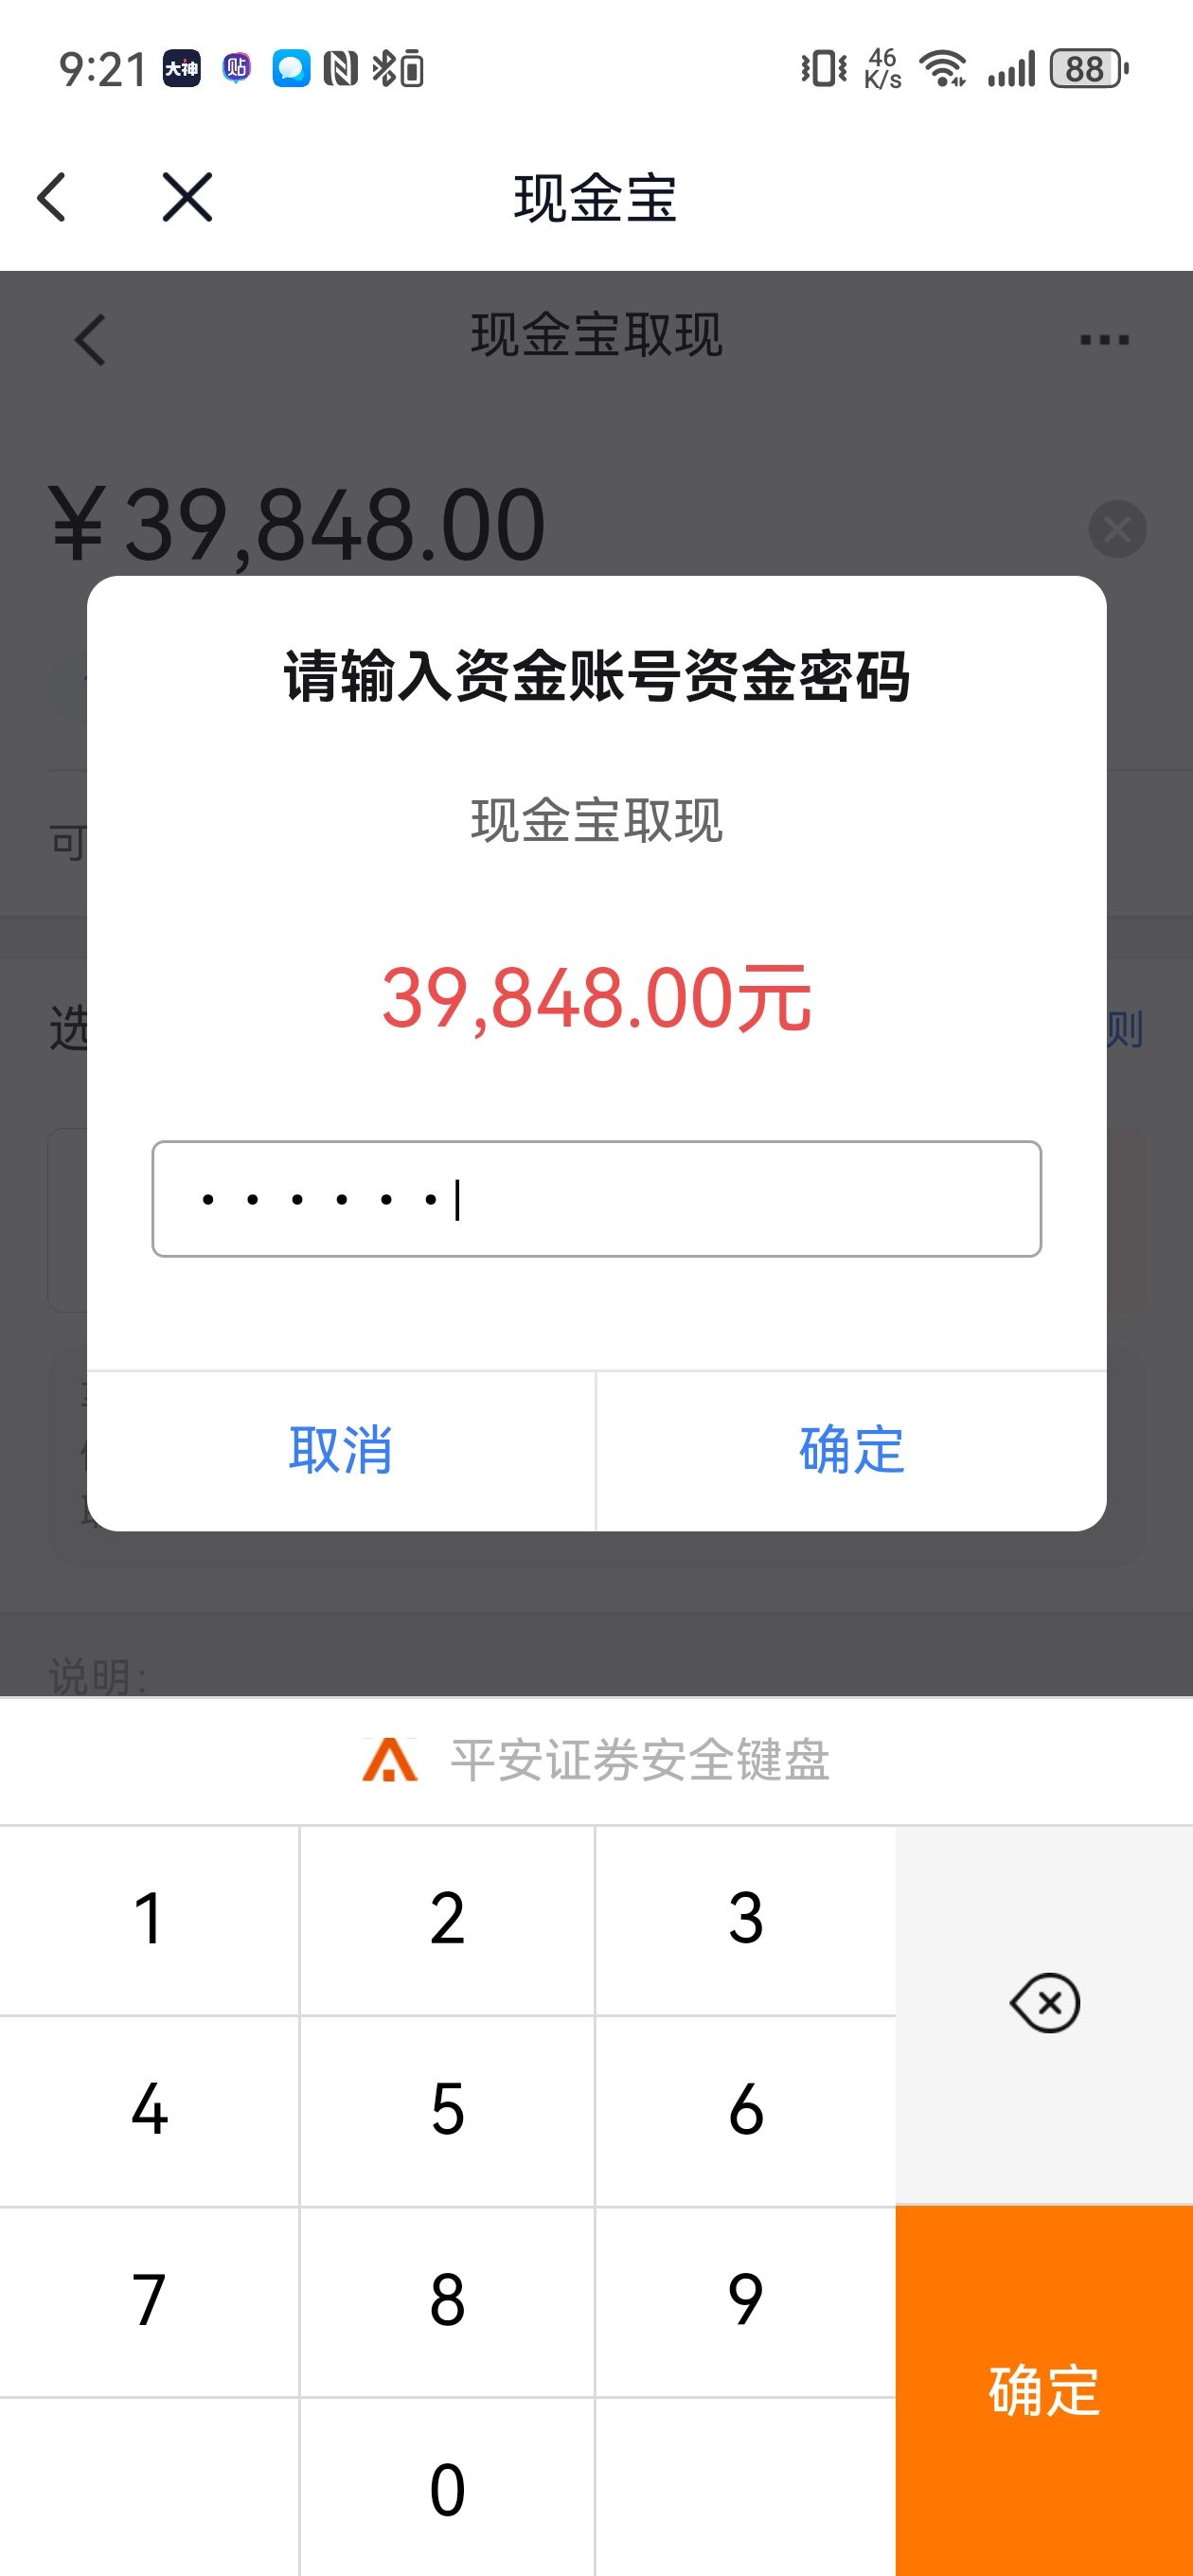 9:21 大神 贴 46 K/s 88
现金宝
现金宝取现
¥39,848.00
请输入资金账号资金密码
现金宝取现
可
39,848.00元
选
则
······
取消 确定
说明:
平安证券安全键盘
1 2 3
4 5 6
7 8 9
确定
0